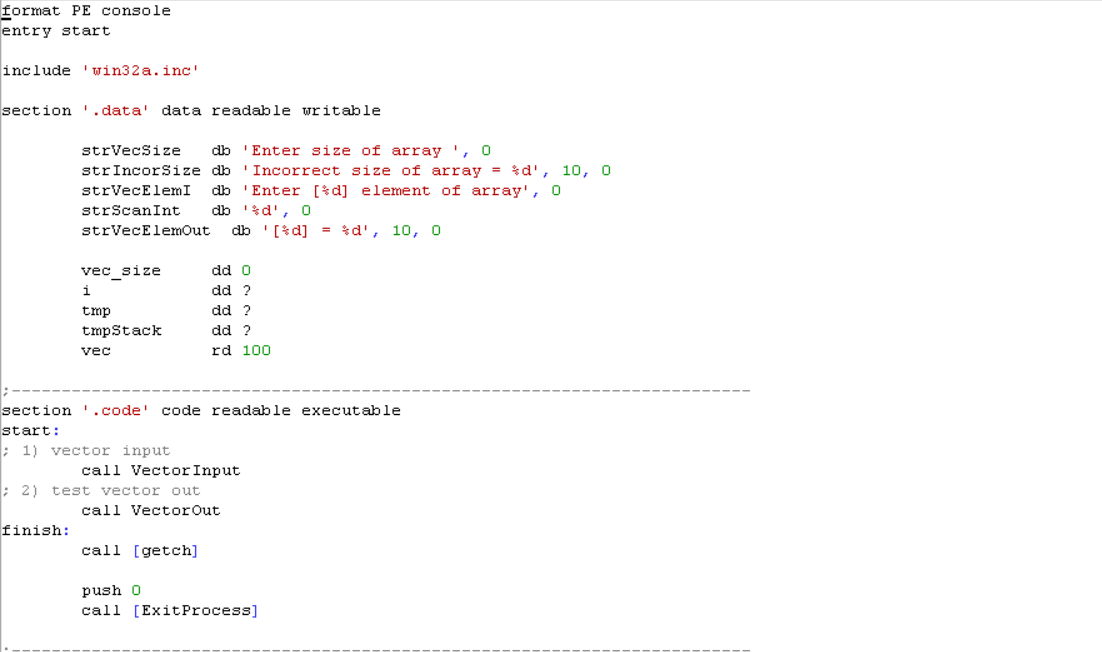 format PE console
entry start
include 'win32a.inc'
section '.data' data readable writable
strVecSize db 'Enter size of array ', 0
strIncorSize db 'Incorrect size of array = %d', 10, 0
strVecElemI db 'Enter [%d] element of array', 0
strScanInt db '%d', 0
strVecElemOut db '[%d] = %d', 10, 0
vec_size dd 0
i dd ?
tmp dd ?
tmpStack dd ?
vec rd 100
;--------------------------------------------------------------------------
section '.code' code readable executable
start:
; 1) vector input
call VectorInput
; 2) test vector out
call VectorOut
finish:
call [getch]
push 0
call [ExitProcess]
;--------------------------------------------------------------------------